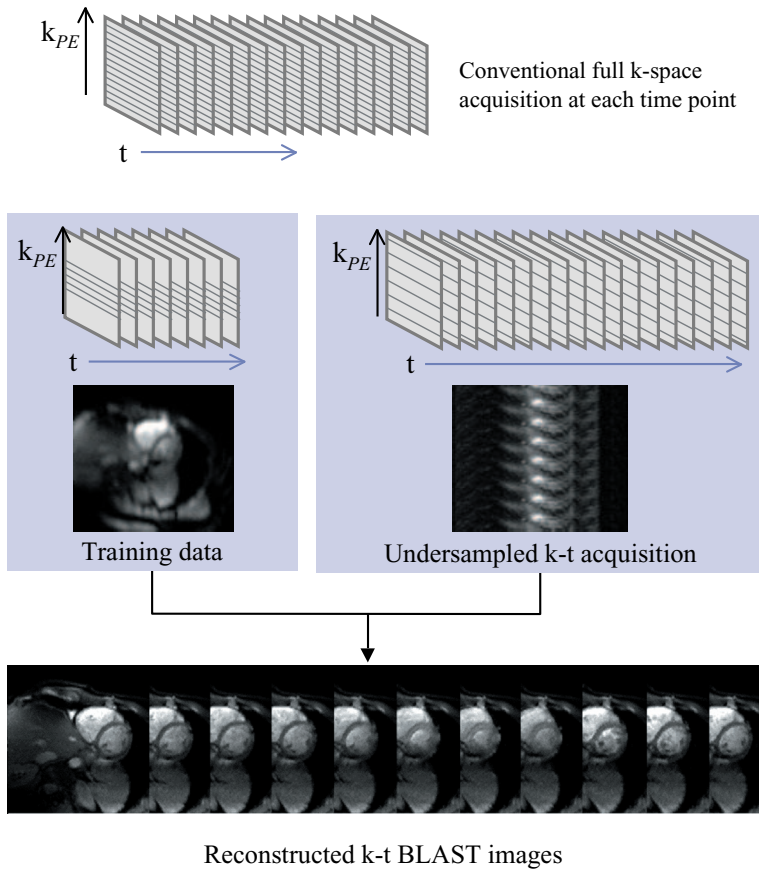 k_PE
Conventional full k-space
acquisition at each time point
t
k_PE
t
Training data
k_PE
t
Undersampled k-t acquisition
Reconstructed k-t BLAST images